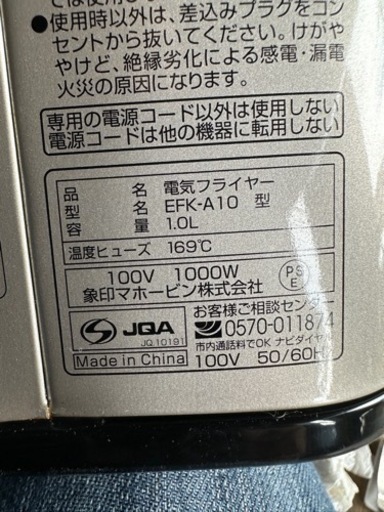 ●使用時以外は、差込みプラグをコン
セントから抜いてください。けがや
やけど、絶縁劣化による感電・漏電
火災の原因になります。
専用の電源コード以外は使用しない
電源コードは他の機器に転用しない
品 名 電気フライヤー
型 名 EFK-A10 型
容 量 1.0L
温度ヒューズ 169℃
100V 1000W
象印マホービン株式会社
PSE
お客様ご相談センター
0570-011874
市内通話料でOK ナビダイヤル
JQA
JQ10191
Made in China
100V 50/60H